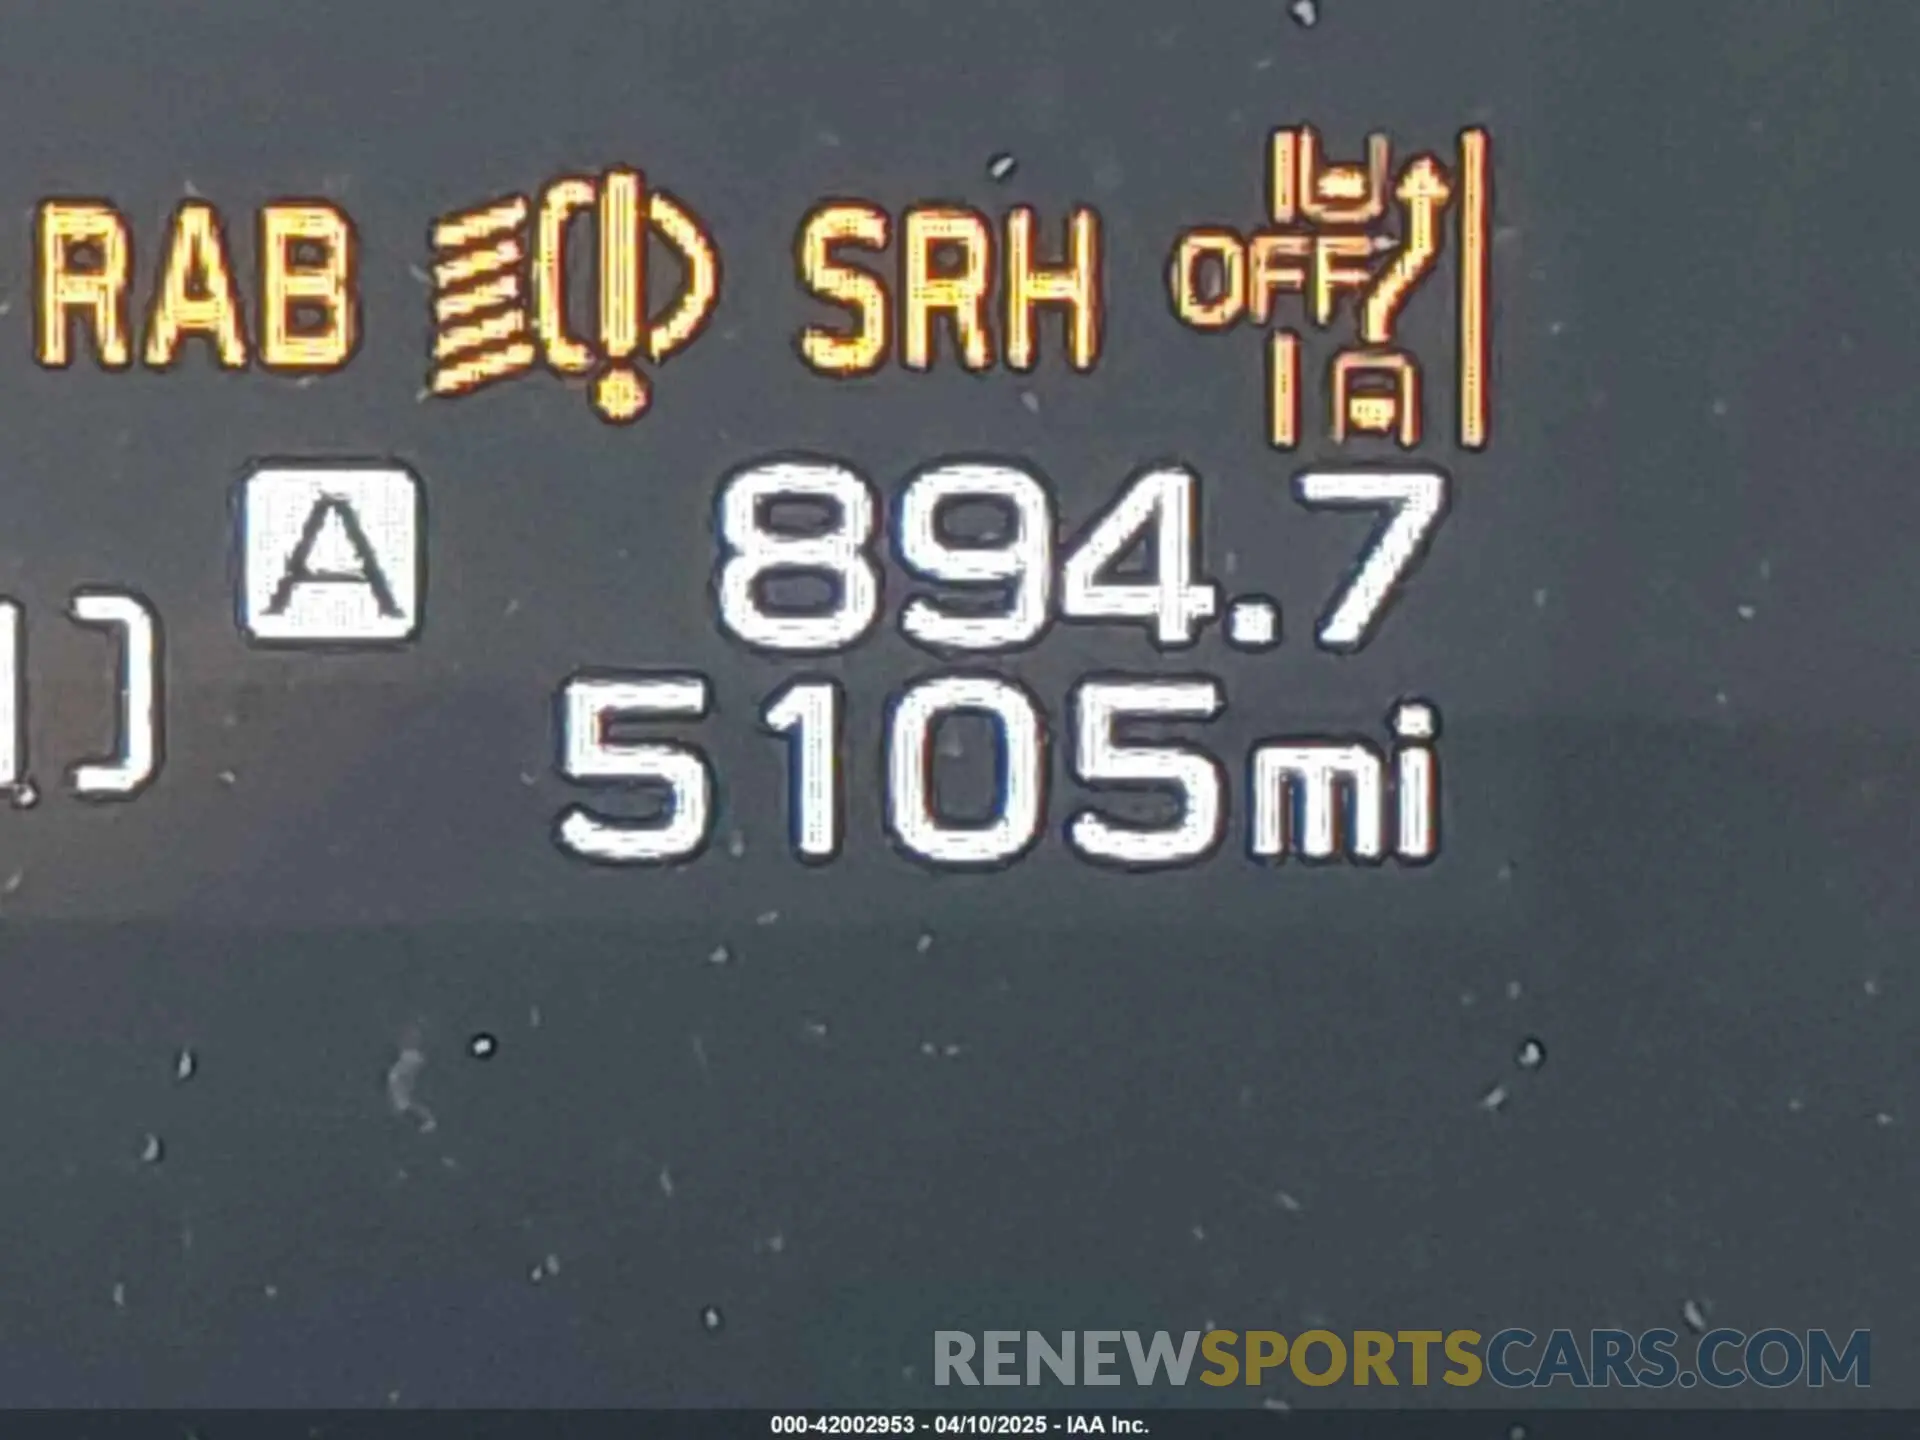 RAB SRH OFF
A 894.7
5105mi
RENEWSPORTSCARS.COM
000-42002953 - 04/10/2025 - IAA Inc.